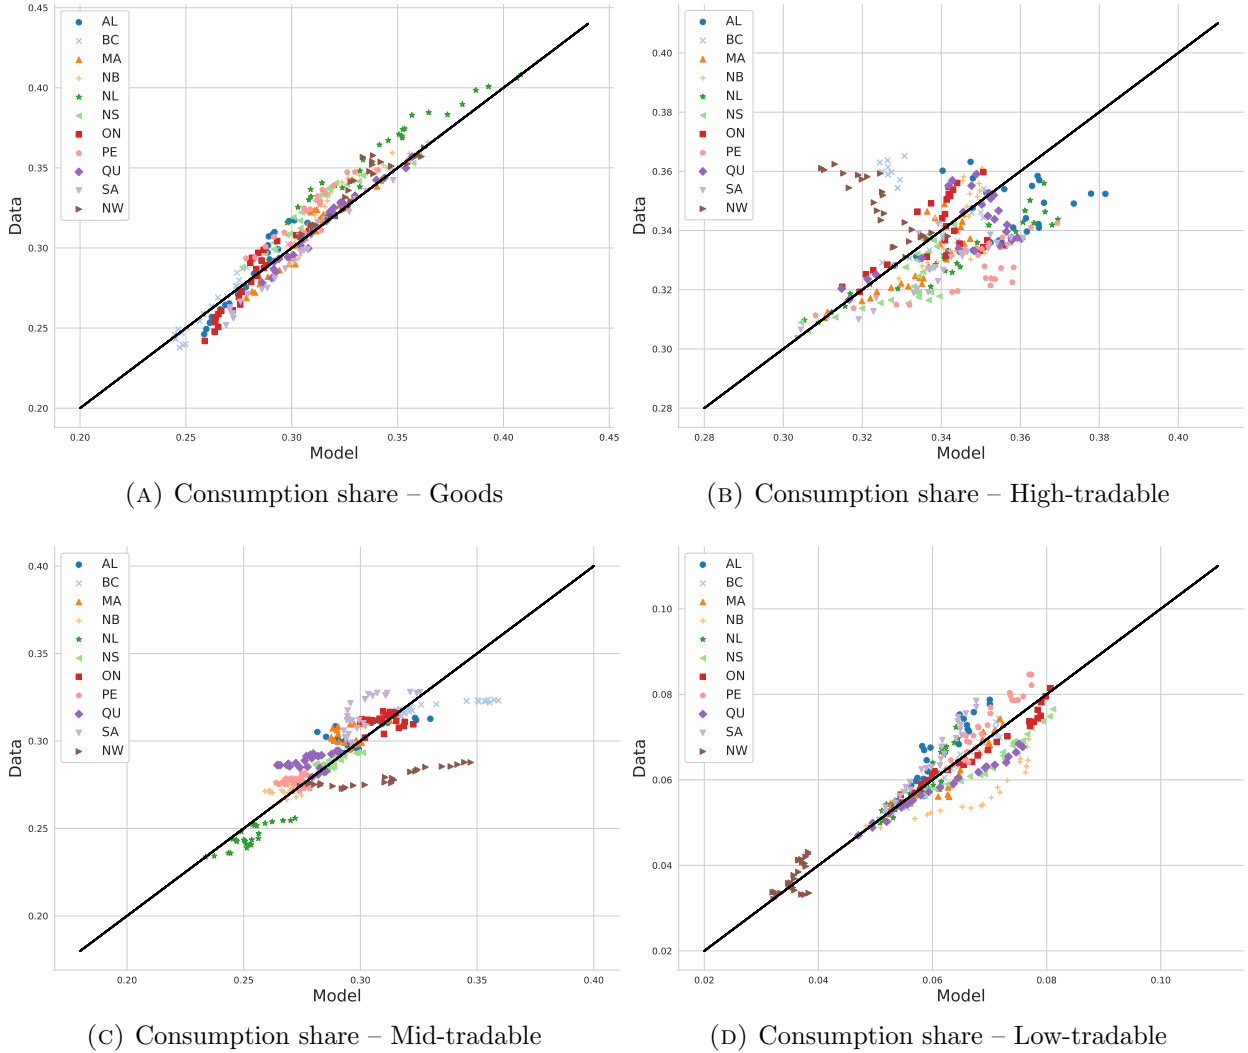 0.45
0.40
0.35
0.30
0.25
0.20
Data
AL
BC
MA
NB
NL
NS
ON
PE
QU
SA
NW
0.20 0.25 0.30 0.35 0.40 0.45
Model
(A) Consumption share – Goods
0.40
0.38
0.36
0.34
0.32
0.30
0.28
Data
AL
BC
MA
NB
NL
NS
ON
PE
QU
SA
NW
0.28 0.30 0.32 0.34 0.36 0.38 0.40
Model
(B) Consumption share – High-tradable
0.40
0.35
0.30
0.25
0.20
Data
AL
BC
MA
NB
NL
NS
ON
PE
QU
SA
NW
0.20 0.25 0.30 0.35 0.40
Model
(C) Consumption share – Mid-tradable
0.10
0.08
0.06
0.04
0.02
Data
AL
BC
MA
NB
NL
NS
ON
PE
QU
SA
NW
0.02 0.04 0.06 0.08 0.10
Model
(D) Consumption share – Low-tradable